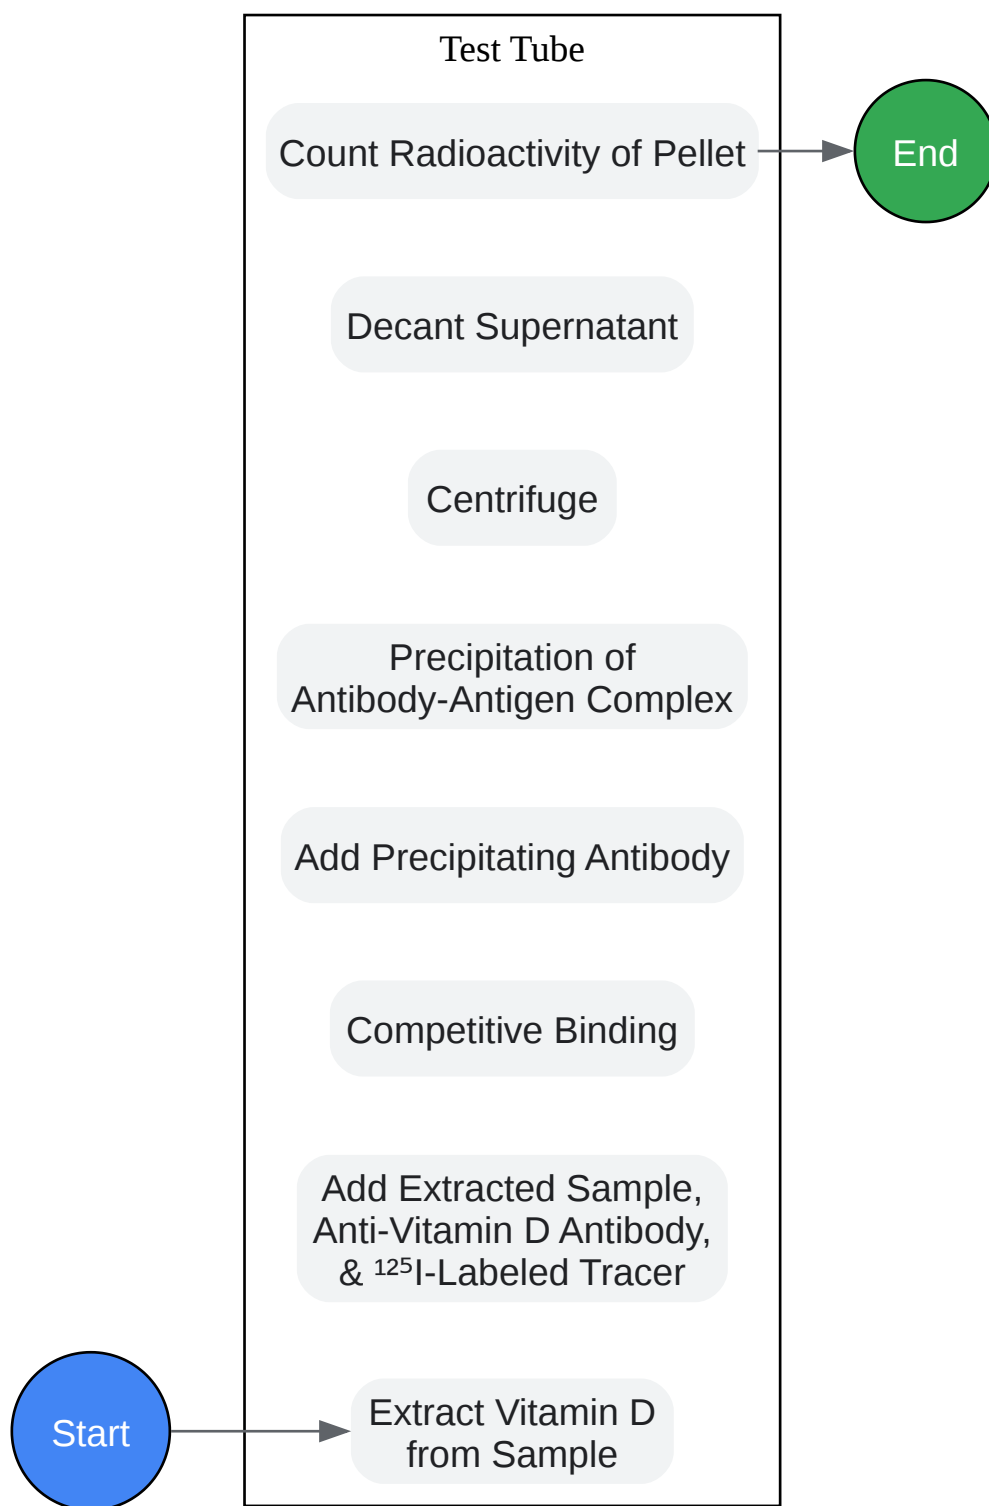 Test Tube
Count Radioactivity of Pellet
End
Decant Supernatant
Centrifuge
Precipitation of
Antibody-Antigen Complex
Add Precipitating Antibody
Competitive Binding
Add Extracted Sample,
Anti-Vitamin D Antibody,
& ¹²⁵I-Labeled Tracer
Start
Extract Vitamin D
from Sample